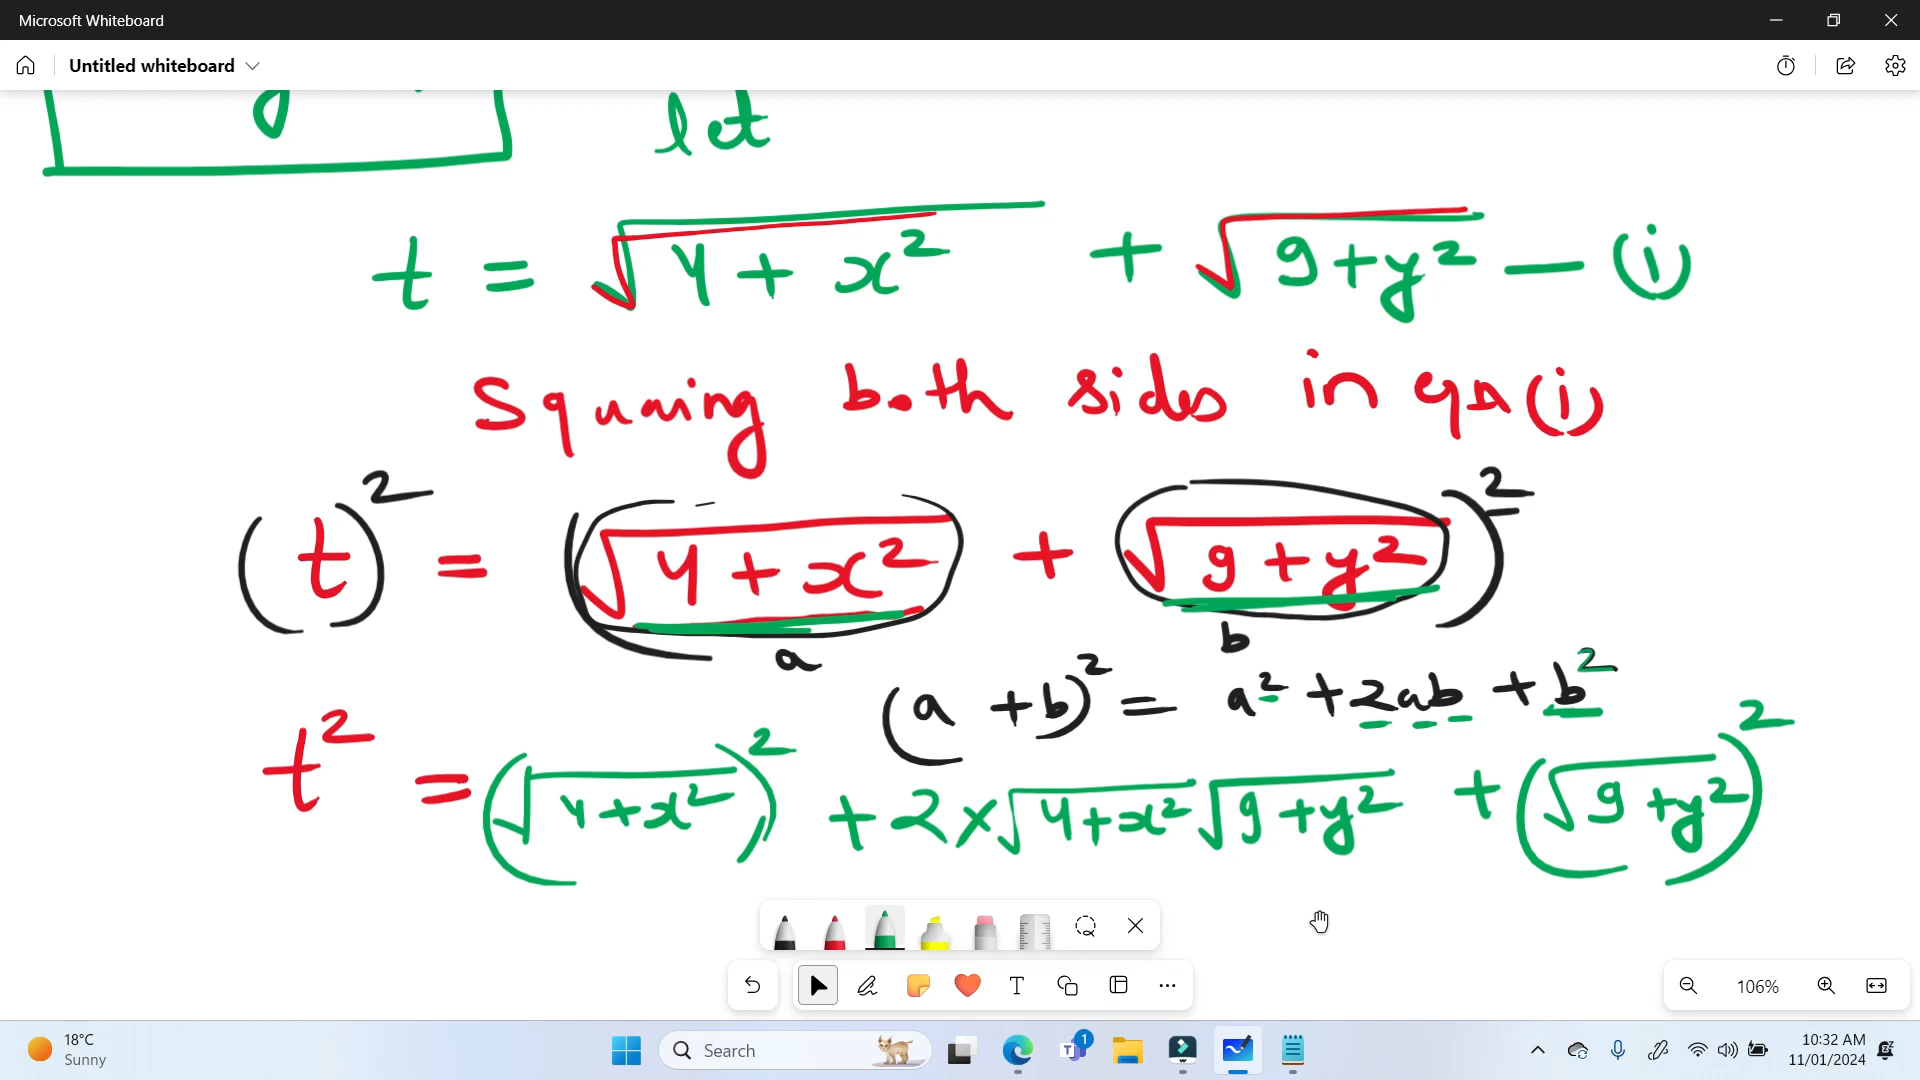 Microsoft Whiteboard
Untitled whiteboard
let
t = √4 + x² + √9+y² — (i)
Squaring both sides in eqn (i)
(t)² = (√4 + x² + √9 + y²)²
a b
(a + b)² = a² + 2ab + b²
t² = (√4+x²)² + 2×√4+x² √9+y² + (√9+y²)²
106%
18°C
Sunny
Search
1
10:32 AM
11/01/2024